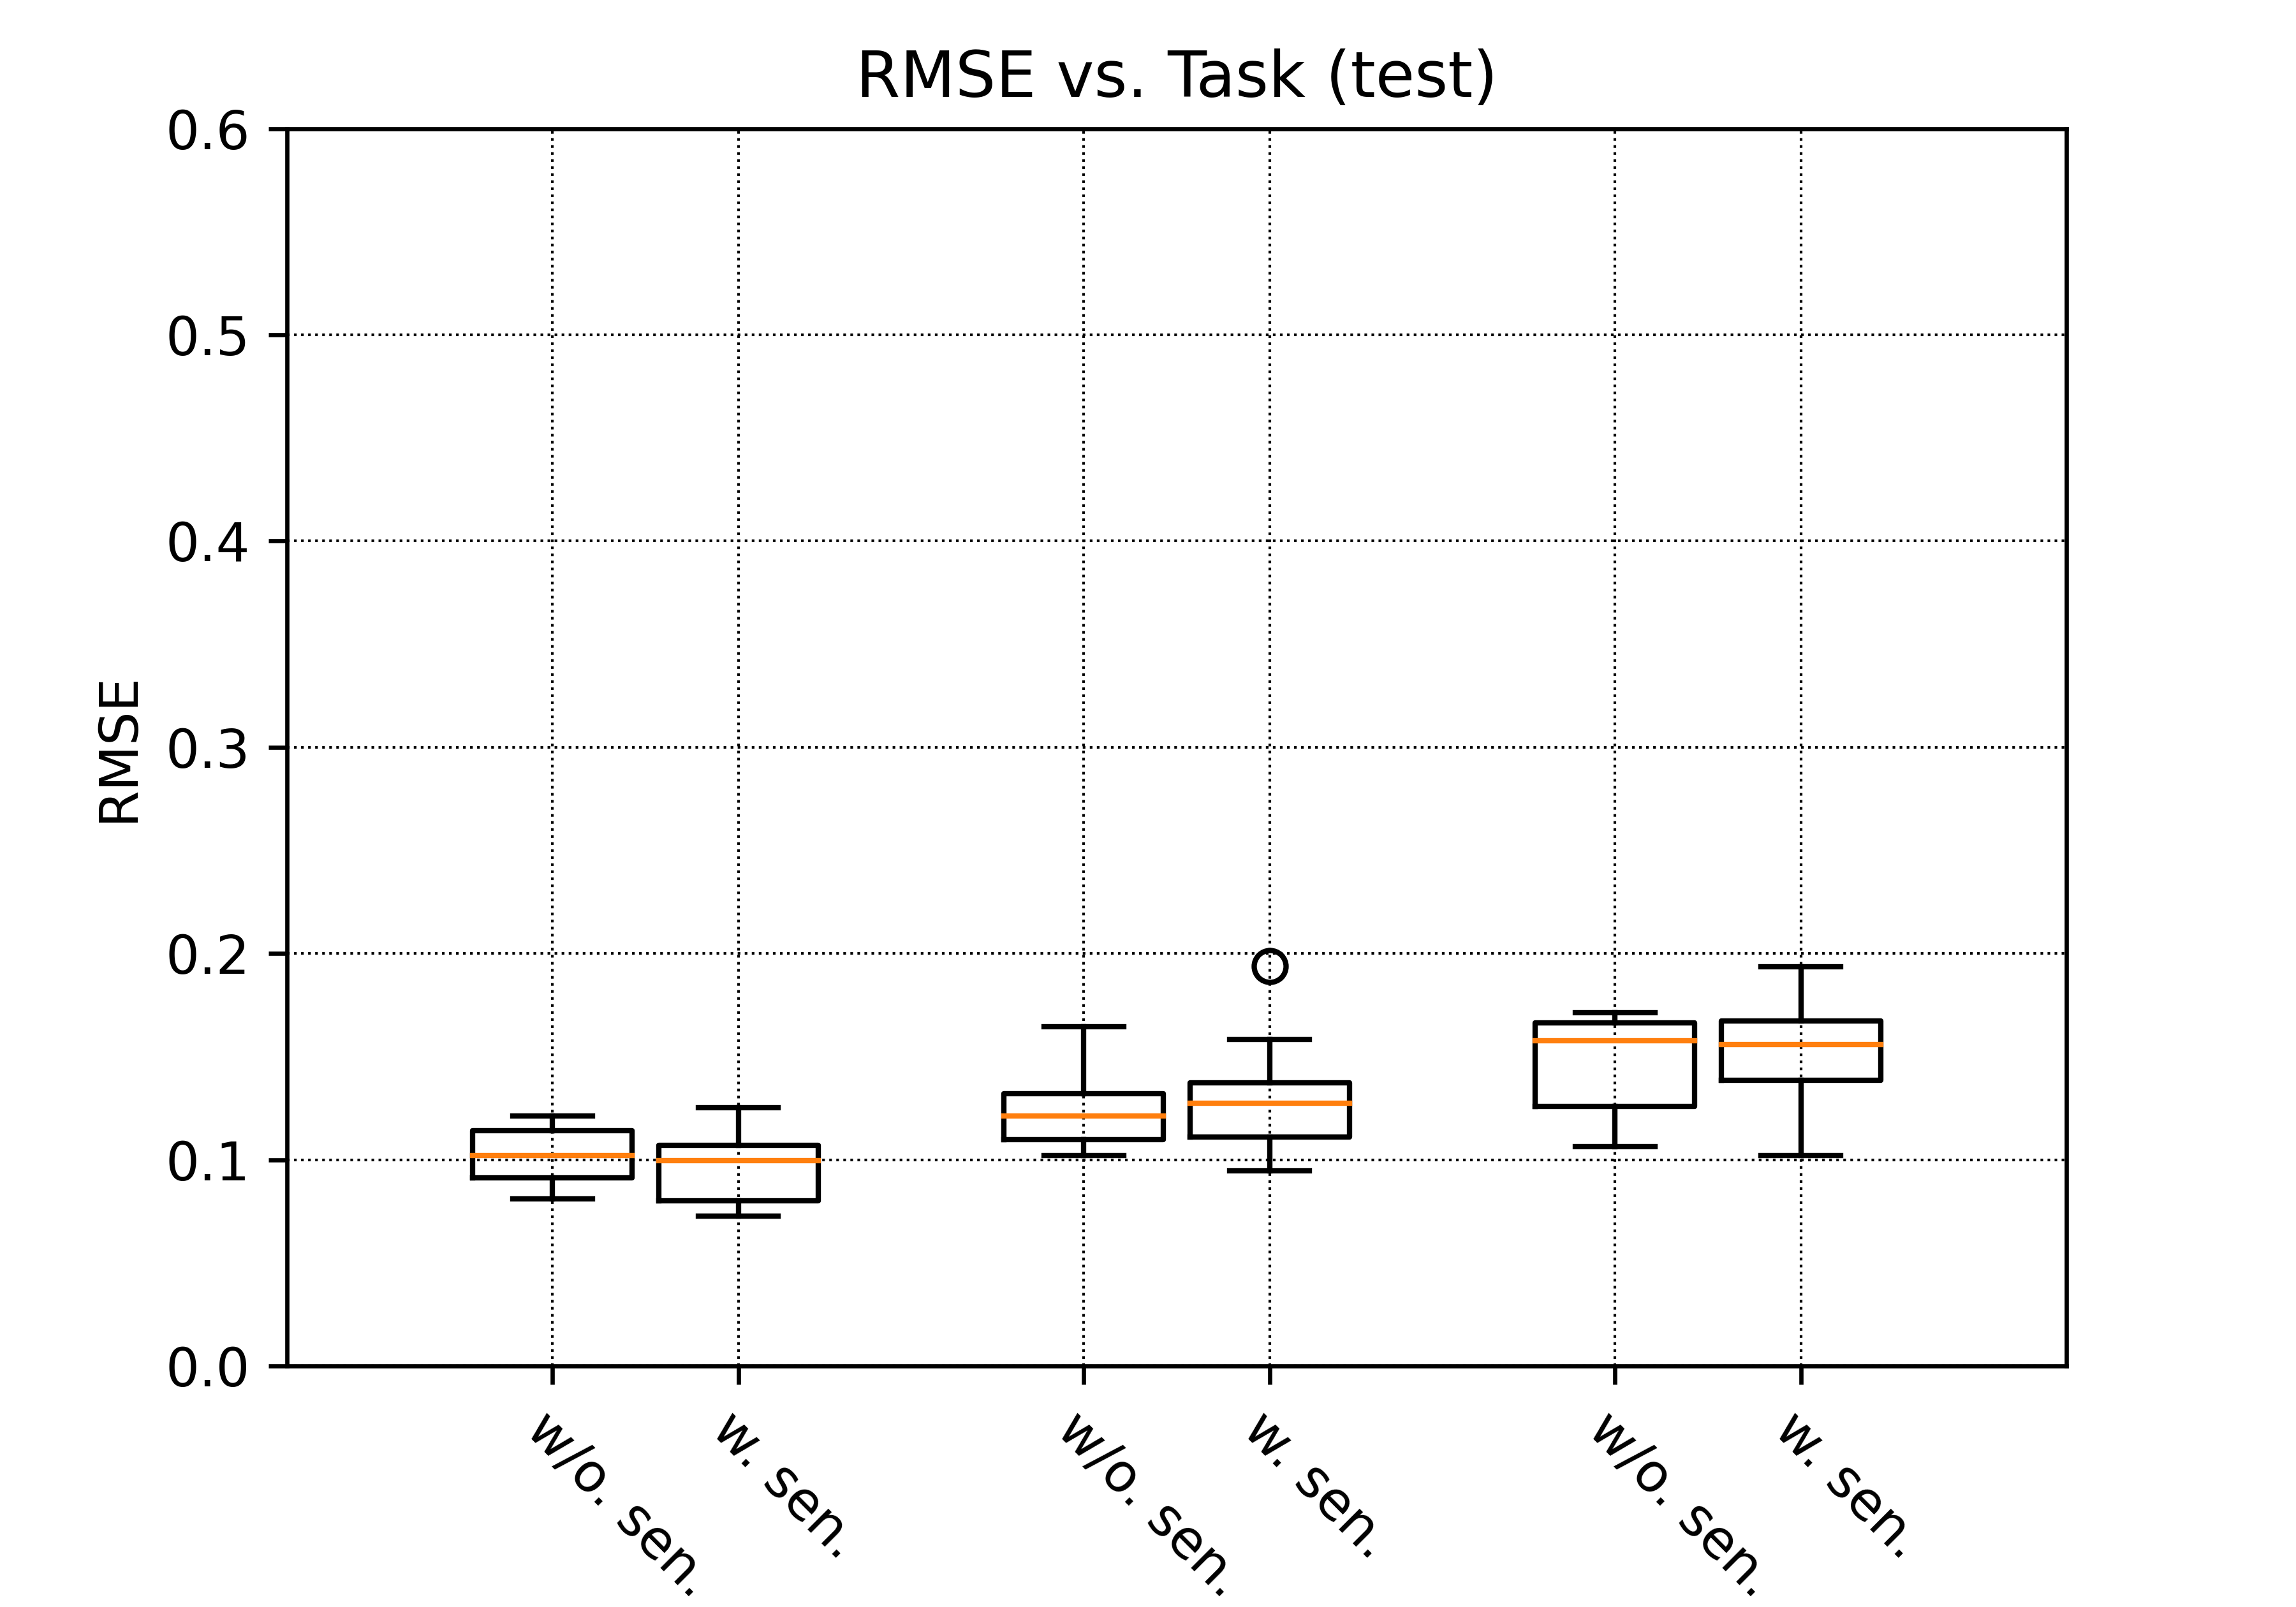 RMSE vs. Task (test)
0.6
0.5
0.4
0.3
0.2
0.1
0.0
RMSE
w/o. sen.
w. sen.
w/o. sen.
w. sen.
w/o. sen.
w. sen.